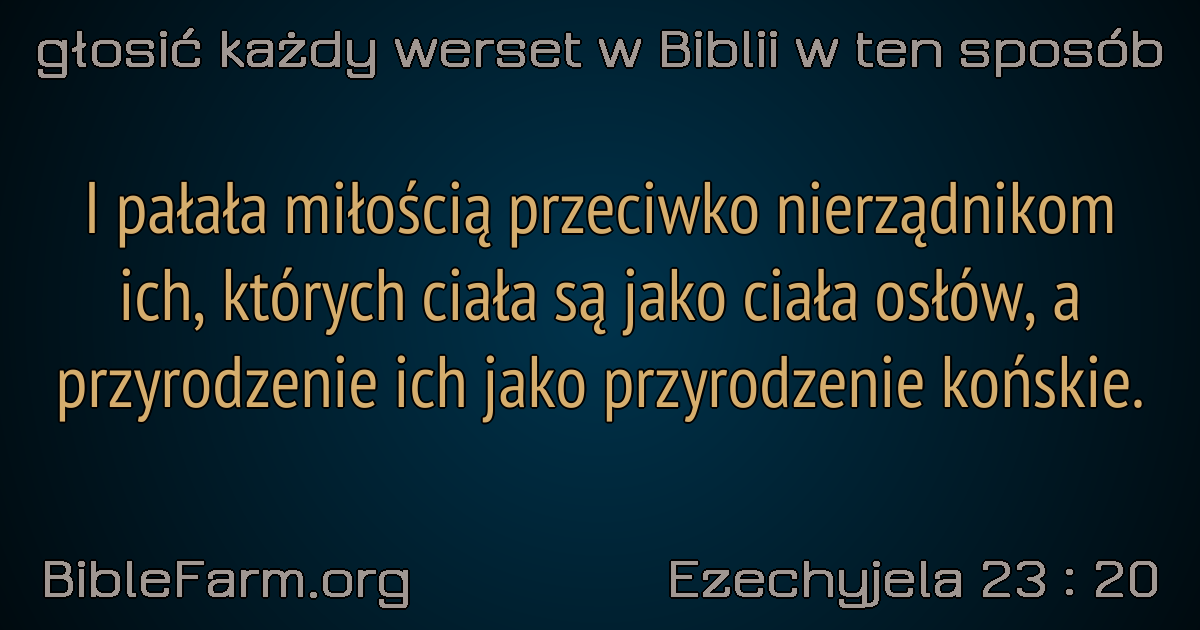 głosić każdy werset w Biblii w ten sposób
I pałała miłością przeciwko nierządnikom
ich, których ciała są jako ciała osłów, a
przyrodzenie ich jako przyrodzenie końskie.
BibleFarm.org
Ezechyjela 23 : 20